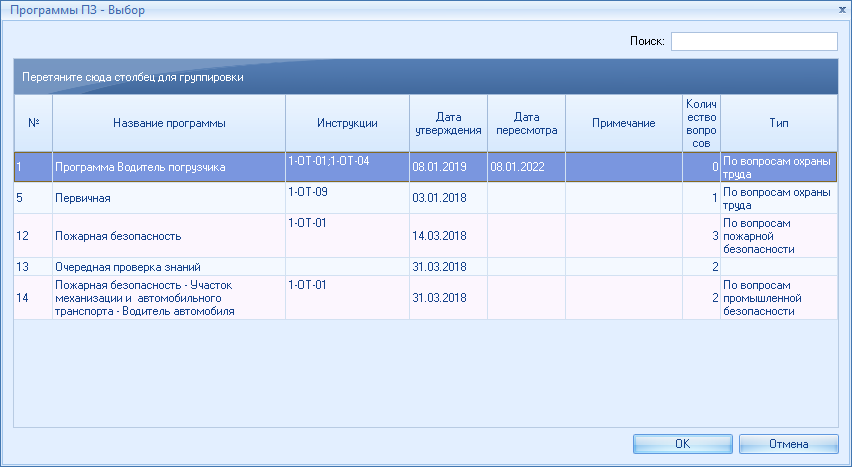 Программы ПЗ - Выбор
Поиск:
Перетяните сюда столбец для группировки
№
Название программы
Инструкции
Дата
утверждения
Дата
пересмотра
Примечание
Колич
ество
вопро
сов
Тип
1
Программа Водитель погрузчика
1-ОТ-01;1-ОТ-04
08.01.2019
08.01.2022
0
По вопросам охраны
труда
5
Первичная
1-ОТ-09
03.01.2018
1
По вопросам охраны
труда
12
Пожарная безопасность
1-ОТ-01
14.03.2018
3
По вопросам
пожарной
безопасности
13
Очередная проверка знаний
31.03.2018
2
14
Пожарная безопасность - Участок
механизации и автомобильного
транспорта - Водитель автомобиля
1-ОТ-01
31.03.2018
2
По вопросам
промышленной
безопасности
ОК
Отмена